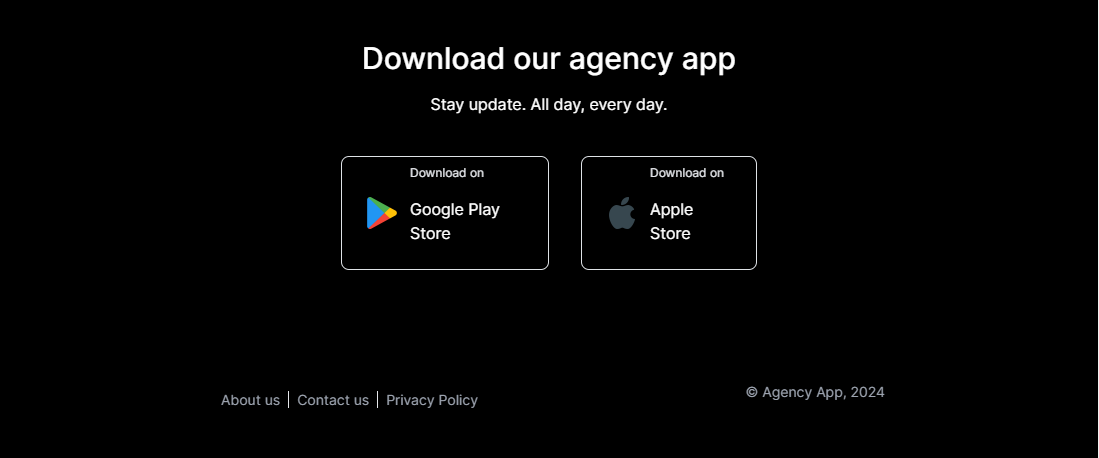 Download our agency app
Stay update. All day, every day.
Download on
Google Play
Store
Download on
Apple
Store
About us
Contact us
Privacy Policy
© Agency App, 2024